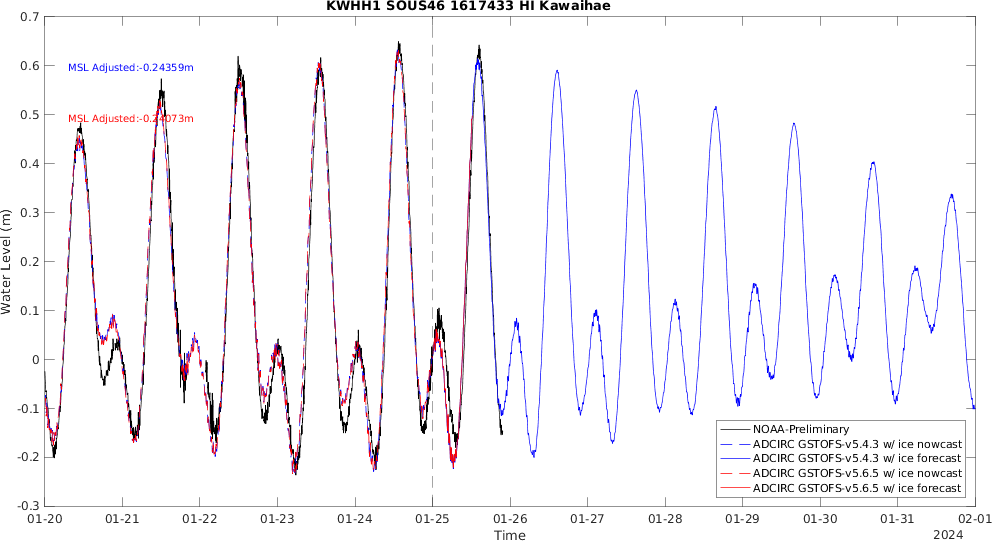 KWHH1 SOUS46 1617433 HI Kawaihae
0.7
0.6
0.5
0.4
0.3
0.2
0.1
0
-0.1
-0.2
-0.3
Water Level (m)
MSL Adjusted:-0.24359m
MSL Adjusted:-0.24073m
NOAA-Preliminary
ADCIRC GSTOFS-v5.4.3 w/ ice nowcast
ADCIRC GSTOFS-v5.4.3 w/ ice forecast
ADCIRC GSTOFS-v5.6.5 w/ ice nowcast
ADCIRC GSTOFS-v5.6.5 w/ ice forecast
01-20 01-21 01-22 01-23 01-24 01-25 01-26 01-27 01-28 01-29 01-30 01-31 02-01
Time
2024